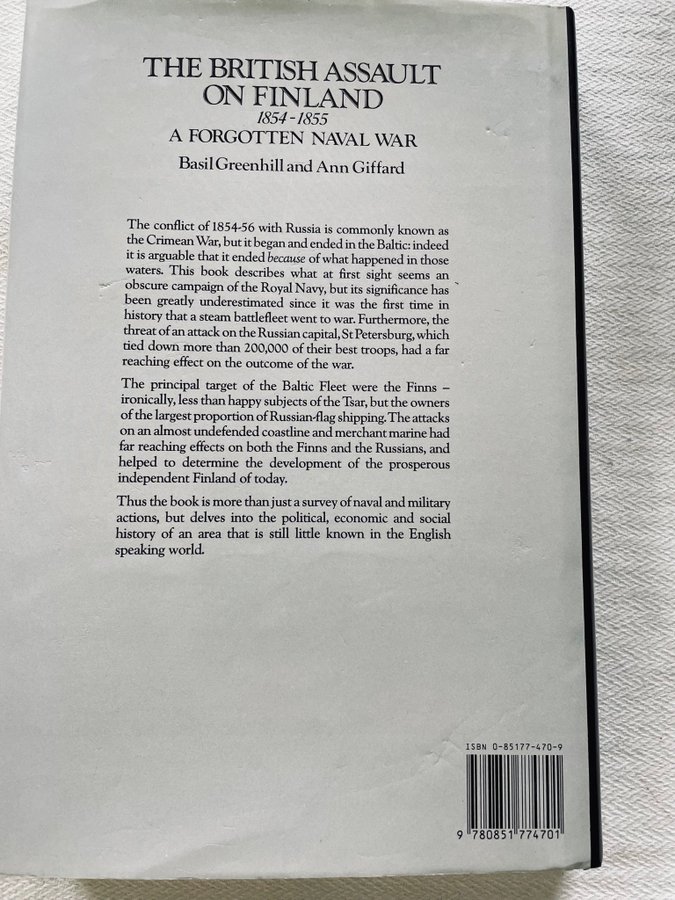 THE BRITISH ASSAULT
ON FINLAND
1854-1855
A FORGOTTEN NAVAL WAR
Basil Greenhill and Ann Giffard
The conflict of 1854-56 with Russia is commonly known as
the Crimean War, but it began and ended in the Baltic: indeed
it is arguable that it ended because of what happened in those
waters. This book describes what at first sight seems an
obscure campaign of the Royal Navy, but its significance has
been greatly underestimated since it was the first time in
history that a steam battlefleet went to war. Furthermore, the
threat of an attack on the Russian capital, St Petersburg, which
tied down more than 200,000 of their best troops, had a far
reaching effect on the outcome of the war.
The principal target of the Baltic Fleet were the Finns –
ironically, less than happy subjects of the Tsar, but the owners
of the largest proportion of Russian-flag shipping. The attacks
on an almost undefended coastline and merchant marine had
far reaching effects on both the Finns and the Russians, and
helped to determine the development of the prosperous
independent Finland of today.
Thus the book is more than just a survey of naval and military
actions, but delves into the political, economic and social
history of an area that is still little known in the English
speaking world.
ISBN 0-85177-470-9
9 780851 774701